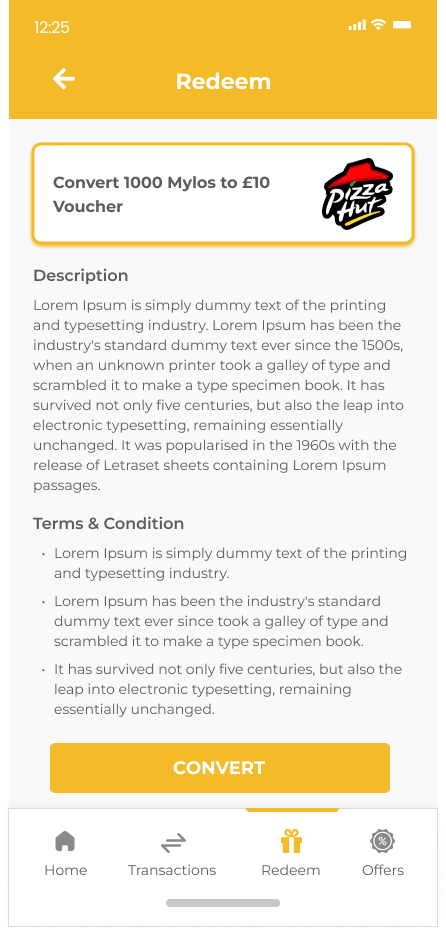 12:25
Redeem
Convert 1000 Mylos to £10
Voucher
Pizza
Hut
Description
Lorem Ipsum is simply dummy text of the printing
and typesetting industry. Lorem Ipsum has been the
industry's standard dummy text ever since the 1500s,
when an unknown printer took a galley of type and
scrambled it to make a type specimen book. It has
survived not only five centuries, but also the leap into
electronic typesetting, remaining essentially
unchanged. It was popularised in the 1960s with the
release of Letraset sheets containing Lorem Ipsum
passages.
Terms & Condition
• Lorem Ipsum is simply dummy text of the printing
and typesetting industry.
• Lorem Ipsum has been the industry's standard
dummy text ever since took a galley of type and
scrambled it to make a type specimen book.
• It has survived not only five centuries, but also the
leap into electronic typesetting, remaining
essentially unchanged.
CONVERT
Home Transactions Redeem Offers